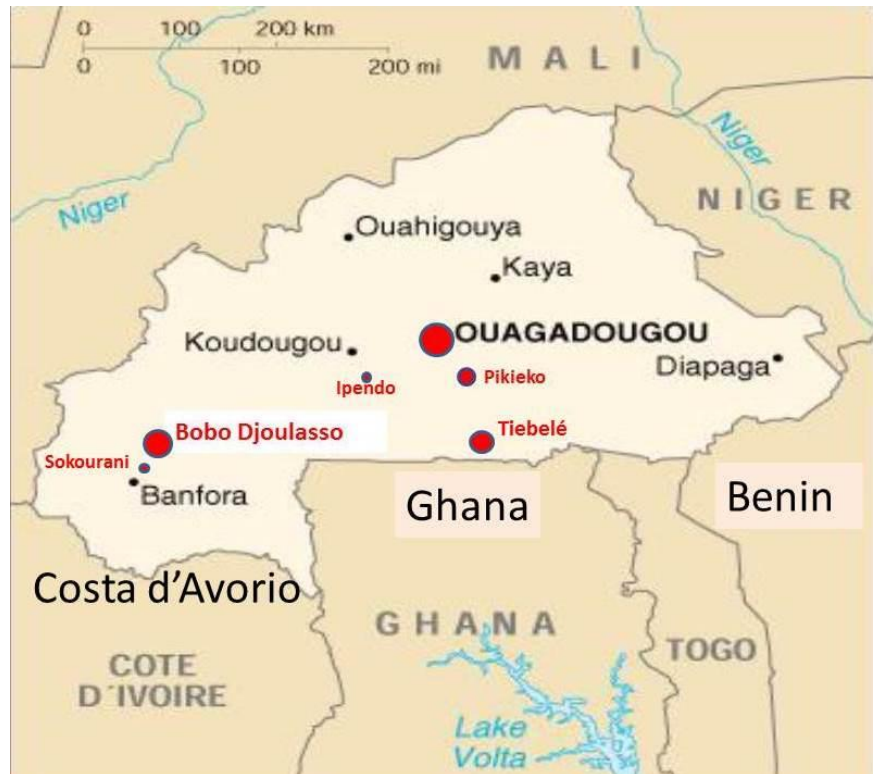 0 100 200 km
0 100 200 mi
MALI
Niger
Niger
NIGER
Ouahigouya
Kaya
OUAGADOUGOU
Koudougou
Diapaga
Ipendo
Pikieko
Bobo Djoulasso
Tiebelé
Sokourani
Banfora
Ghana
Benin
Costa d’Avorio
GHANA
TOGO
COTE
D'IVOIRE
Lake
Volta